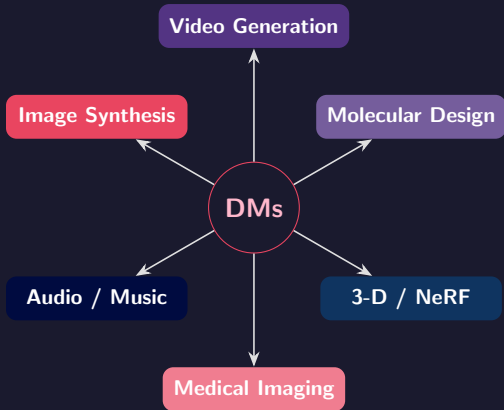 Video Generation
Image Synthesis
Molecular Design
DMs
Audio / Music
3-D / NeRF
Medical Imaging